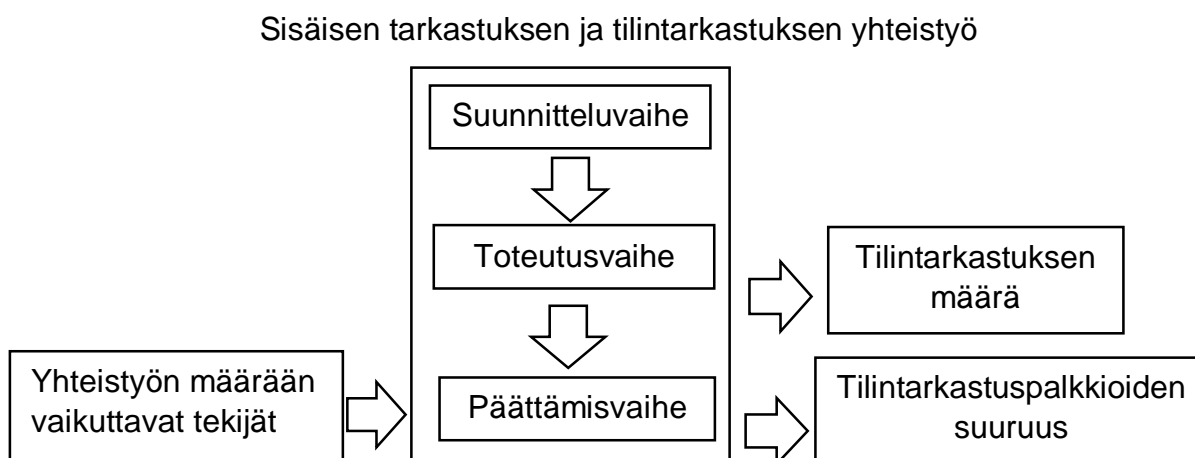 Sisäisen tarkastuksen ja tilintarkastuksen yhteistyö
Suunnitteluvaihe
Toteutusvaihe
Päättämisvaihe
Yhteistyön määrään
vaikuttavat tekijät
Tilintarkastuksen
määrä
Tilintarkastuspalkkioiden
suuruus